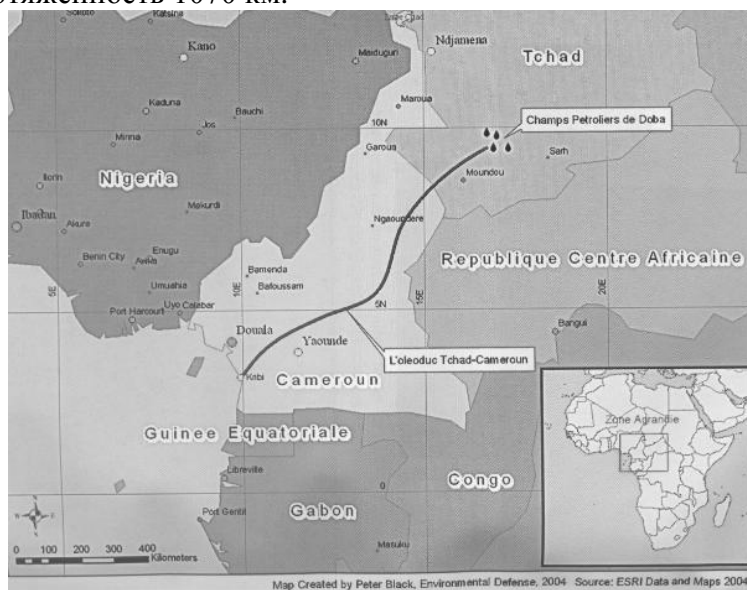 Katsina
Kano
Maiduguri
Ndjamena
Tchad
Maroua
Kaduna
Bauchi
Jos
10N
Champs Petroliers de Doba
Minna
Garoua
Sarh
Moundou
Ilorin
Nigeria
Ibadan
Makurdi
Ngaoundere
Akure
Republique Centre Africaine
Benin City
Enugu
Awka
Bamenda
5E
10E
15E
20E
Umuahia
Bafoussam
5N
Port Harcourt
Uyo Calabar
Bangui
Douala
Yaounde
L'oleoduc Tchad-Cameroun
Kribi
Cameroun
Zone Agrandie
Guinee Equatoriale
Libreville
Congo
0
Gabon
Port Gentil
Masuku
0 100 200 300 400
Kilometers
Map Created by Peter Black, Environmental Defense, 2004 Source: ESRI Data and Maps 2004